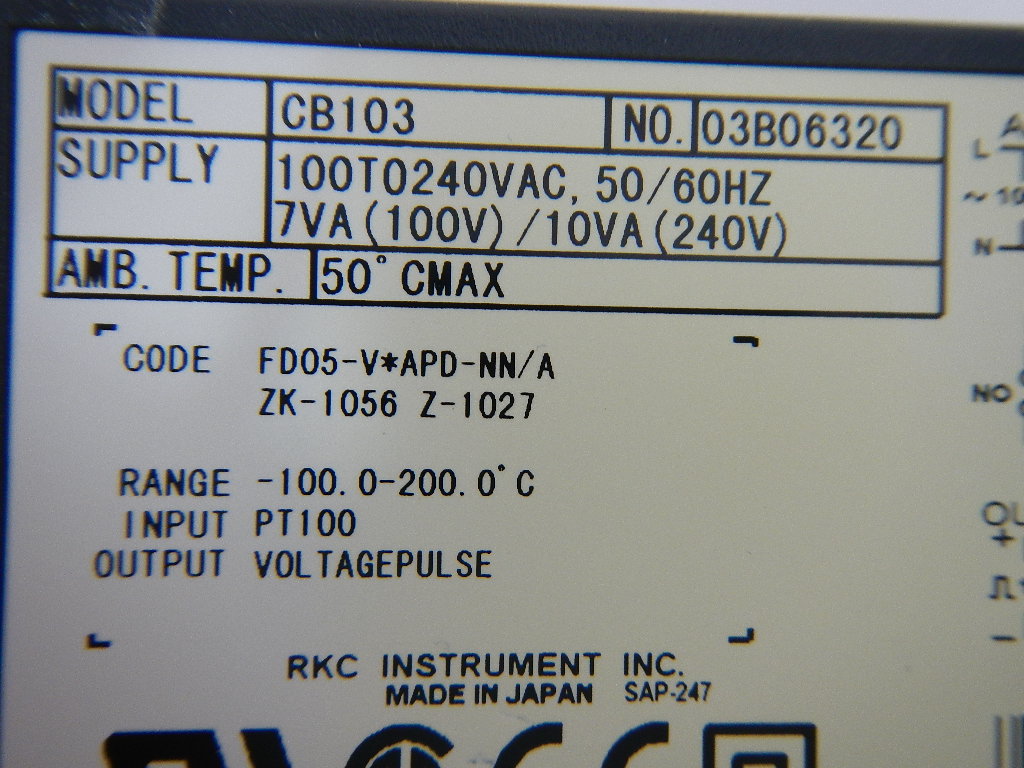 MODEL CB103 NO. 03B06320
SUPPLY 100TO240VAC, 50/60HZ
7VA(100V)/10VA(240V)
AMB. TEMP. 50°CMAX
CODE FD05-V*APD-NN/A
ZK-1056 Z-1027
RANGE -100.0-200.0°C
INPUT PT100
OUTPUT VOLTAGEPULSE
RKC INSTRUMENT INC.
MADE IN JAPAN SAP-247
L
N
NO
+
−